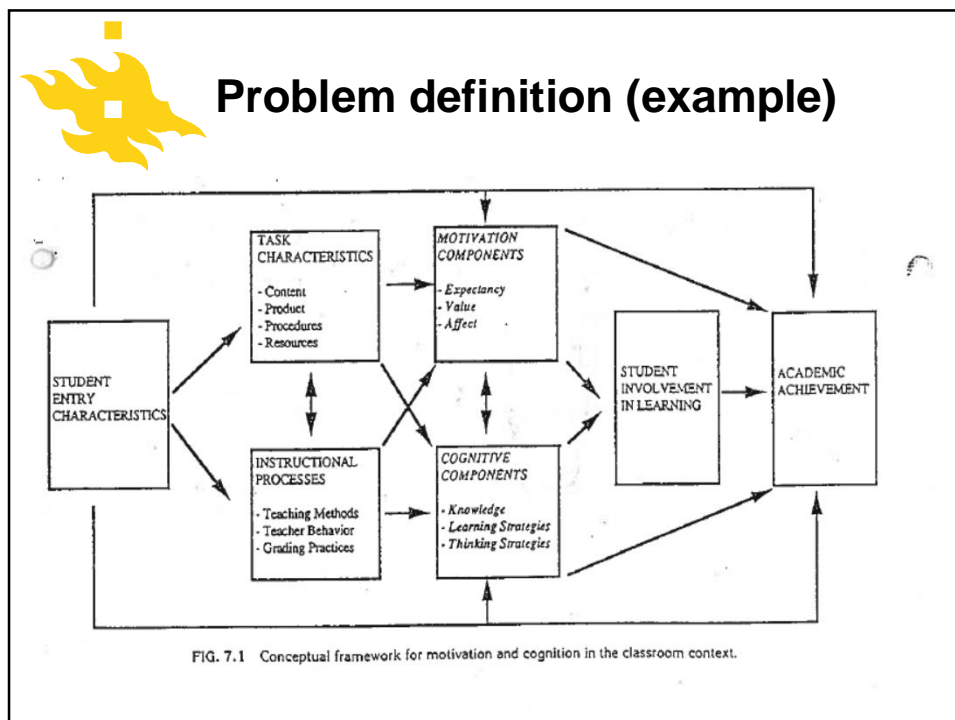 Problem definition (example)
TASK
CHARACTERISTICS
- Content
- Product
- Procedures
- Resources
MOTIVATION
COMPONENTS
- Expectancy
- Value
- Affect
STUDENT
ENTRY
CHARACTERISTICS
STUDENT
INVOLVEMENT
IN LEARNING
ACADEMIC
ACHIEVEMENT
INSTRUCTIONAL
PROCESSES
- Teaching Methods
- Teacher Behavior
- Grading Practices
COGNITIVE
COMPONENTS
- Knowledge
- Learning Strategies
- Thinking Strategies
FIG. 7.1 Conceptual framework for motivation and cognition in the classroom context.